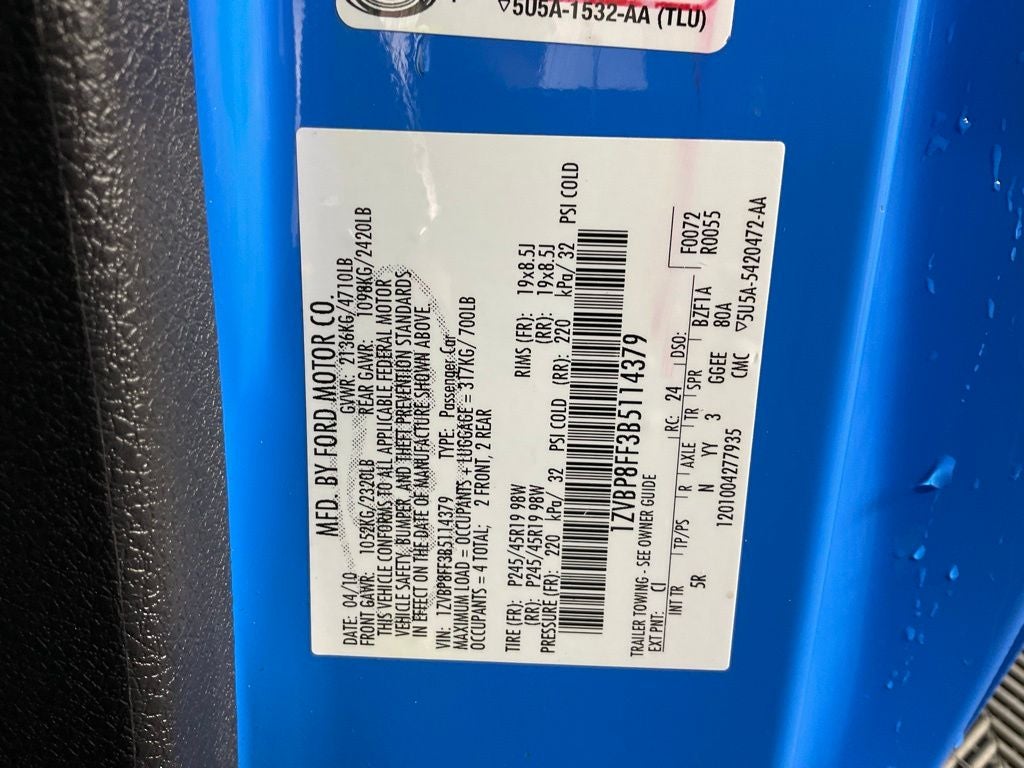 5U5A-1532-AA (TLU)
MFD. BY FORD MOTOR CO.
DATE: 04/10 GVWR: 2136KG/4710LB
FRONT GAWR: 1052KG/2320LB REAR GAWR: 1098KG/2420LB
THIS VEHICLE CONFORMS TO ALL APPLICABLE FEDERAL MOTOR
VEHICLE SAFETY, BUMPER, AND THEFT PREVENTION STANDARDS
IN EFFECT ON THE DATE OF MANUFACTURE SHOWN ABOVE.
VIN: 1ZVBP8FF3B5114379 TYPE: Passenger Car
MAXIMUM LOAD = OCCUPANTS + LUGGAGE = 317KG/700LB
OCCUPANTS = 4 TOTAL; 2 FRONT, 2 REAR
TIRE (FR): P245/45R19 98W RIMS (FR): 19x8.5J
(RR): P245/45R19 98W (RR): 19x8.5J
PRESSURE (FR): 220 kPa/ 32 PSI COLD (RR): 220 kPa/ 32 PSI COLD
1ZVBP8FF3B5114379
TRAILER TOWING - SEE OWNER GUIDE
EXT PNT: CI RC: 24 DSO: F0072
INT TR TP/PS R AXLE TR SPR BZF1A R0055
5R N YY 3 GGEE 80A
1201004277935 CMC 5U5A-5420472-AA